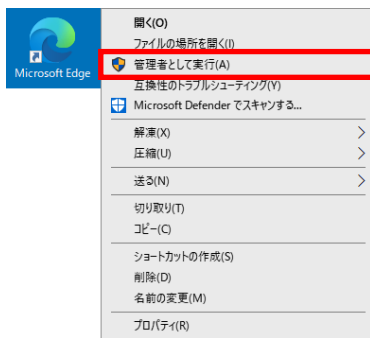 Microsoft Edge
開く(O)
ファイルの場所を開く(I)
管理者として実行(A)
互換性のトラブルシューティング(Y)
Microsoft Defender でスキャンする...
解凍(X)
圧縮(U)
送る(N)
切り取り(T)
コピー(C)
ショートカットの作成(S)
削除(D)
名前の変更(M)
プロパティ(R)